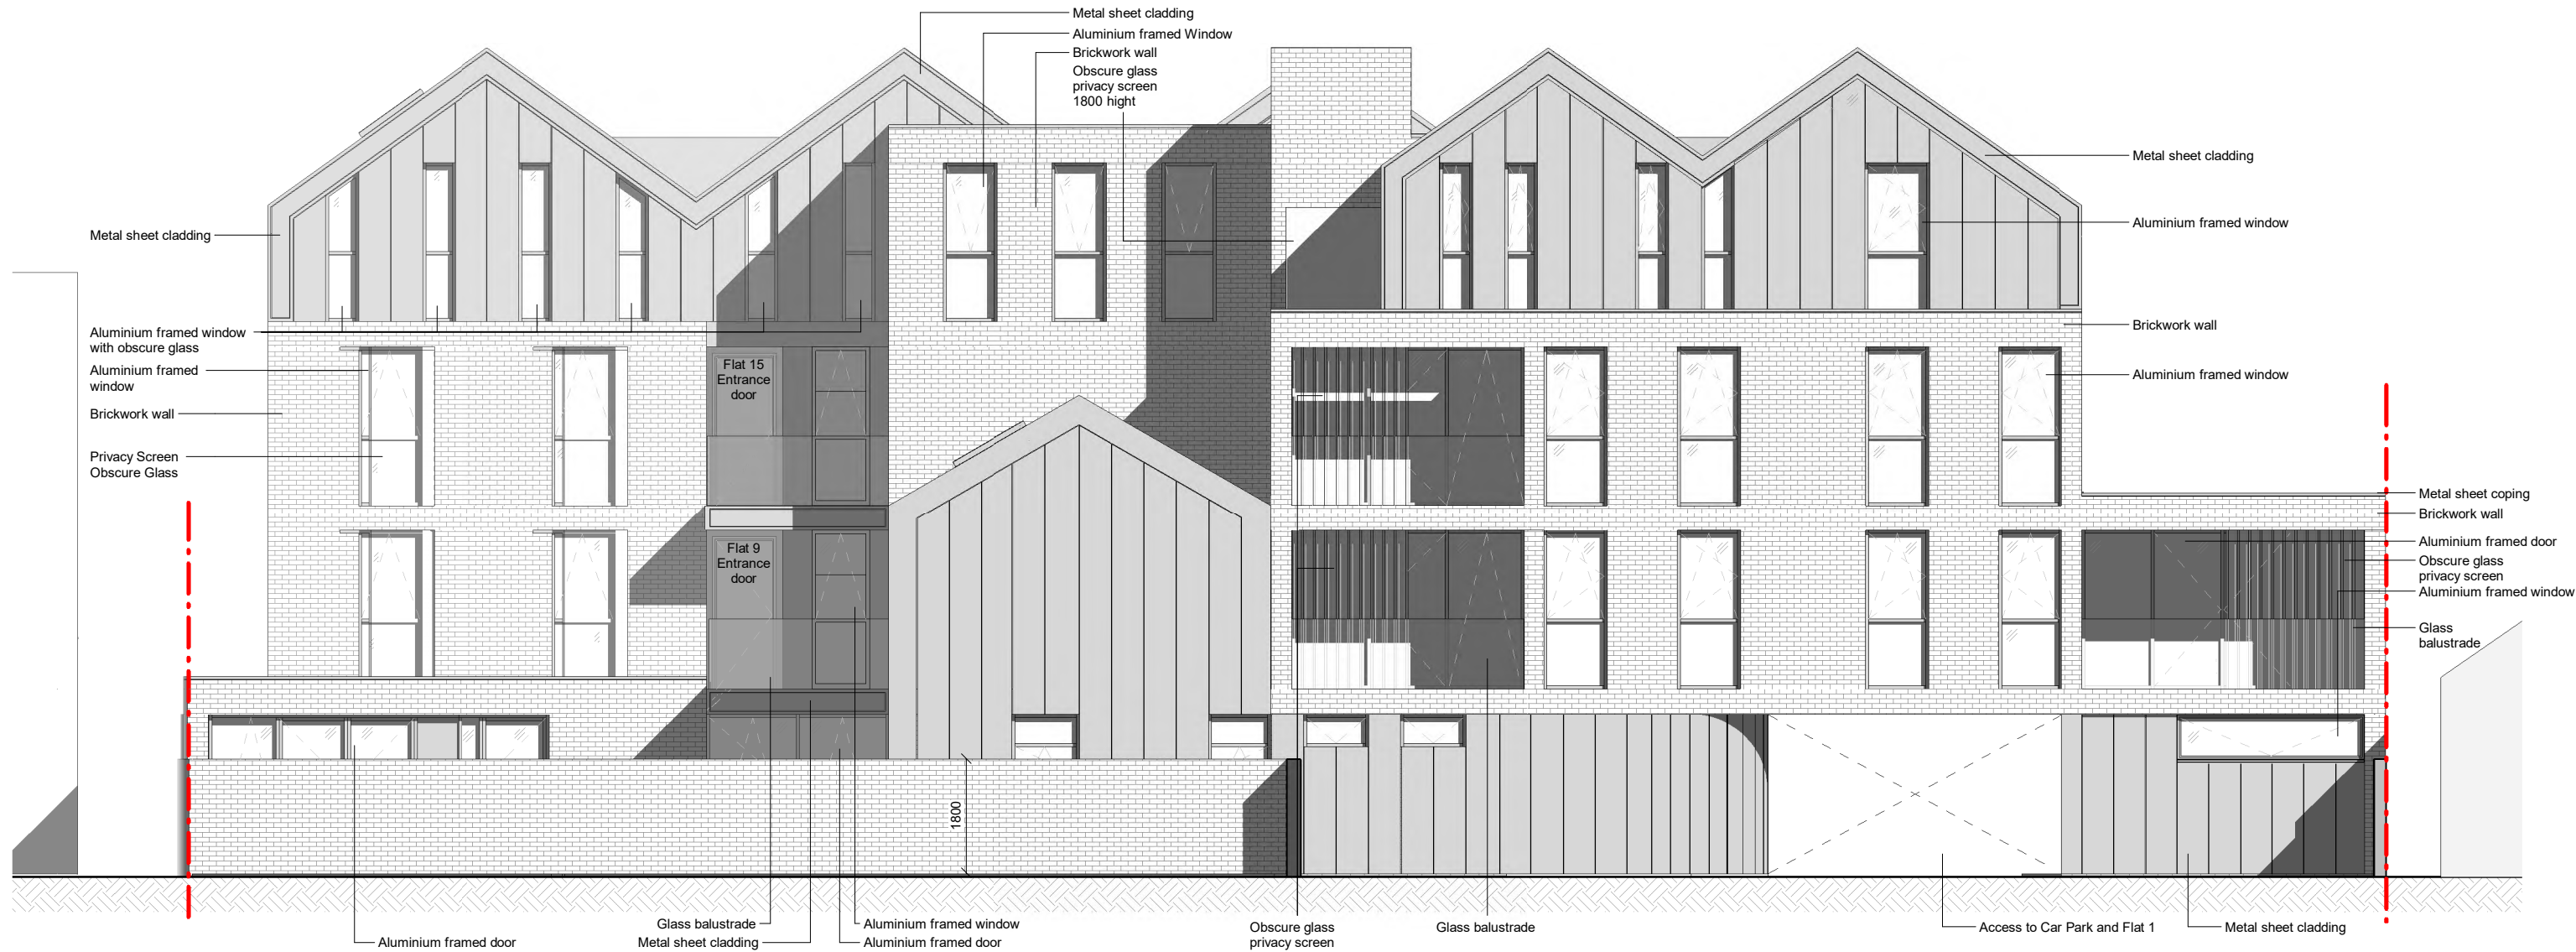 Metal sheet cladding
Aluminium framed Window
Brickwork wall
Obscure glass
privacy screen
1800 hight
Metal sheet cladding
Aluminium framed window
with obscure glass
Aluminium framed
window
Brickwork wall
Privacy Screen
Obscure Glass
Flat 15
Entrance
door
Flat 9
Entrance
door
1800
Metal sheet cladding
Aluminium framed window
Brickwork wall
Aluminium framed window
Metal sheet coping
Brickwork wall
Aluminium framed door
Obscure glass
privacy screen
Aluminium framed window
Glass
balustrade
Aluminium framed door
Glass balustrade
Metal sheet cladding
Aluminium framed window
Aluminium framed door
Obscure glass
privacy screen
Glass balustrade
Access to Car Park and Flat 1
Metal sheet cladding